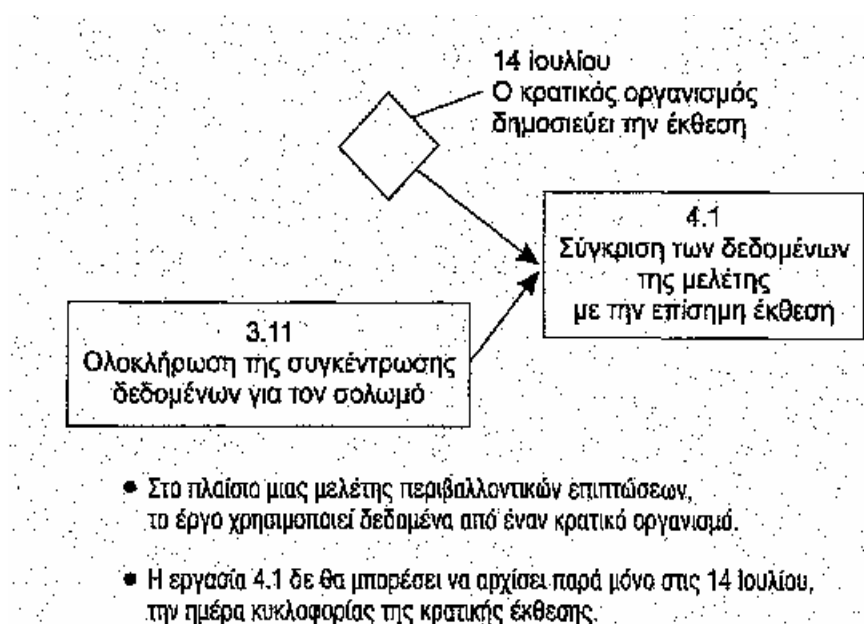 14 Ιουλίου
Ο κρατικός οργανισμός
δημοσιεύει την έκθεση
4.1
Σύγκριση των δεδομένων
της μελέτης
με την επίσημη έκθεση
3.11
Ολοκλήρωση της συγκέντρωσης
δεδομένων για τον σολωμό
• Στο πλαίσιο μιας μελέτης περιβαλλοντικών επιπτώσεων,
το έργο χρησιμοποιεί δεδομένα από έναν κρατικό οργανισμό.
• Η εργασία 4.1 δε θα μπορέσει να αρχίσει παρά μόνο στις 14 Ιουλίου,
την ημέρα κυκλοφορίας της κρατικής έκθεσης.